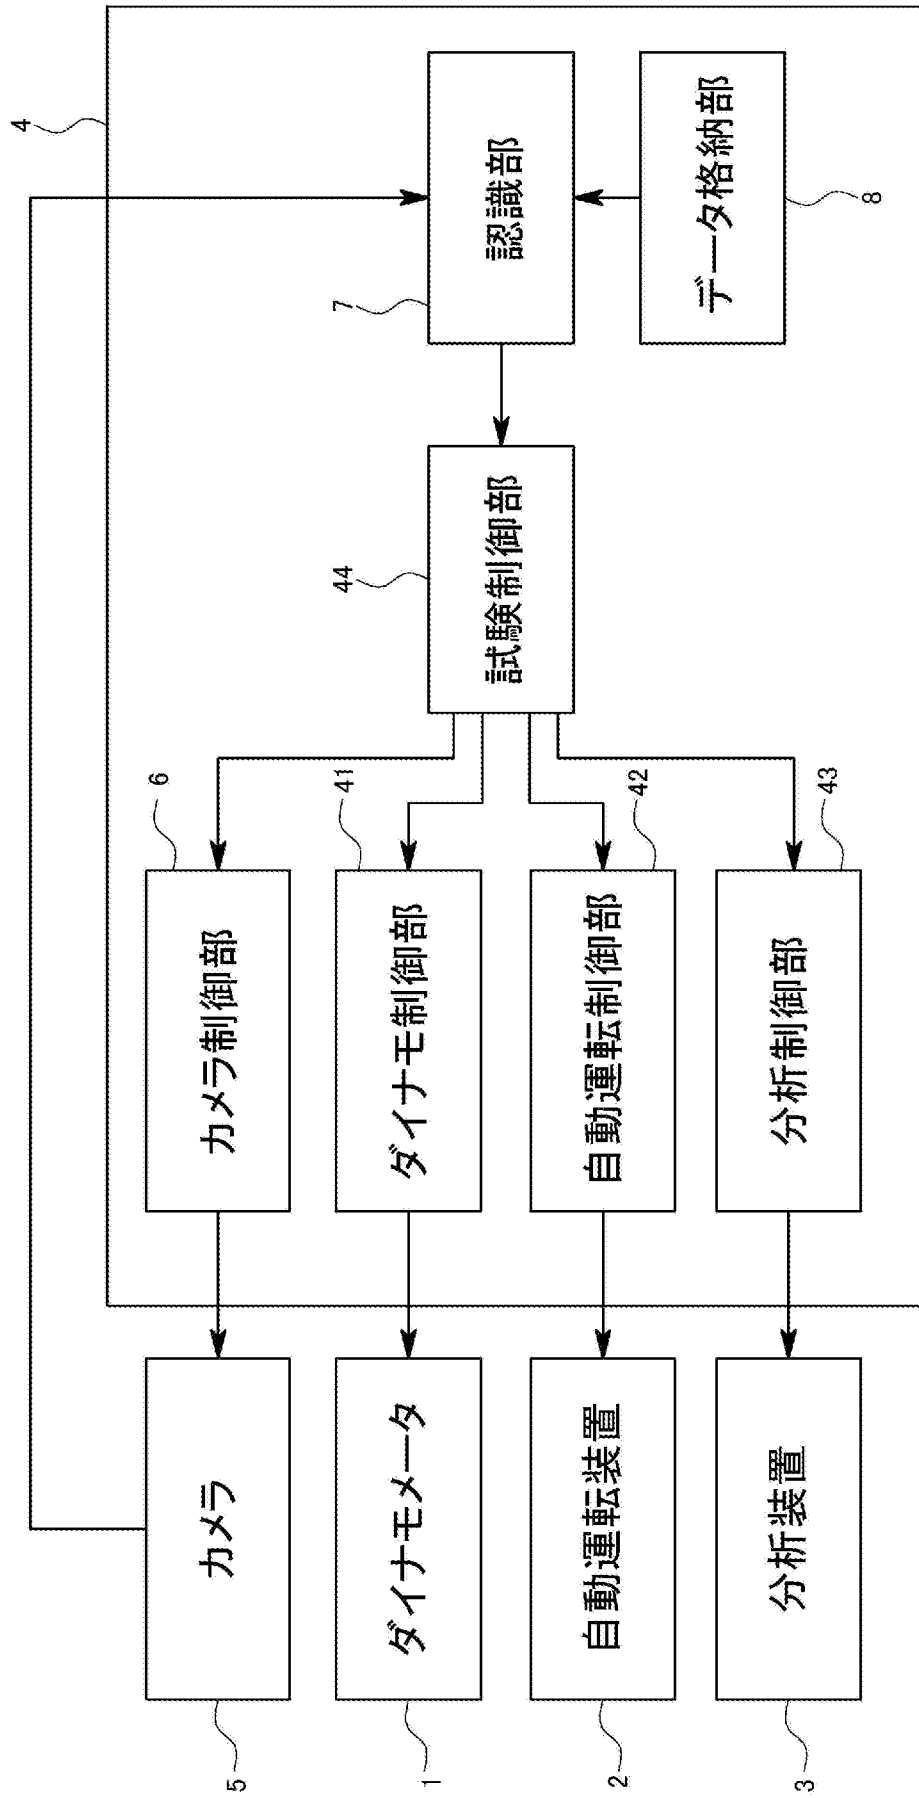 4
5
カメラ
カメラ制御部
6
1
ダイナモメータ
ダイナモ制御部
41
44
試験制御部
7
認識部
2
自動運転装置
自動運転制御部
42
3
分析装置
分析制御部
43
データ格納部
8